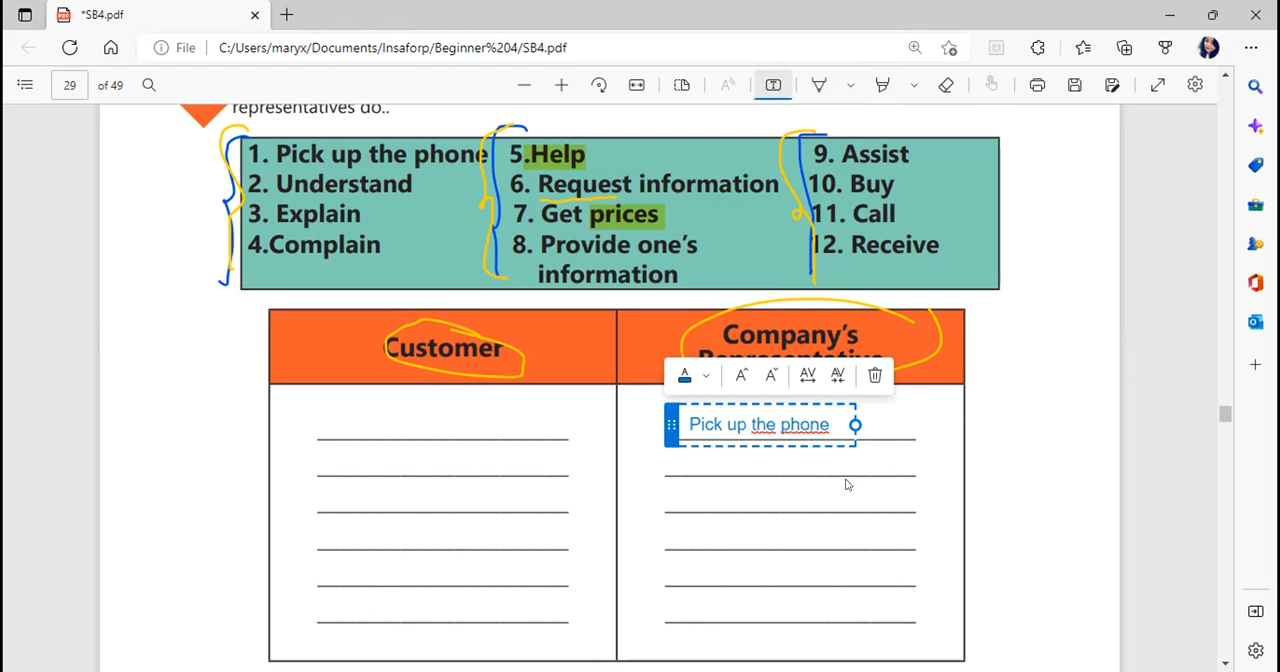 *SB4.pdf
File C:/Users/maryx/Documents/Insaforp/Beginner%204/SB4.pdf
29 of 49
representatives do..
1. Pick up the phone
2. Understand
3. Explain
4.Complain
5.Help
6. Request information
7. Get prices
8. Provide one's
information
9. Assist
10. Buy
11. Call
12. Receive
Customer
Company's
Representative
Pick up the phone